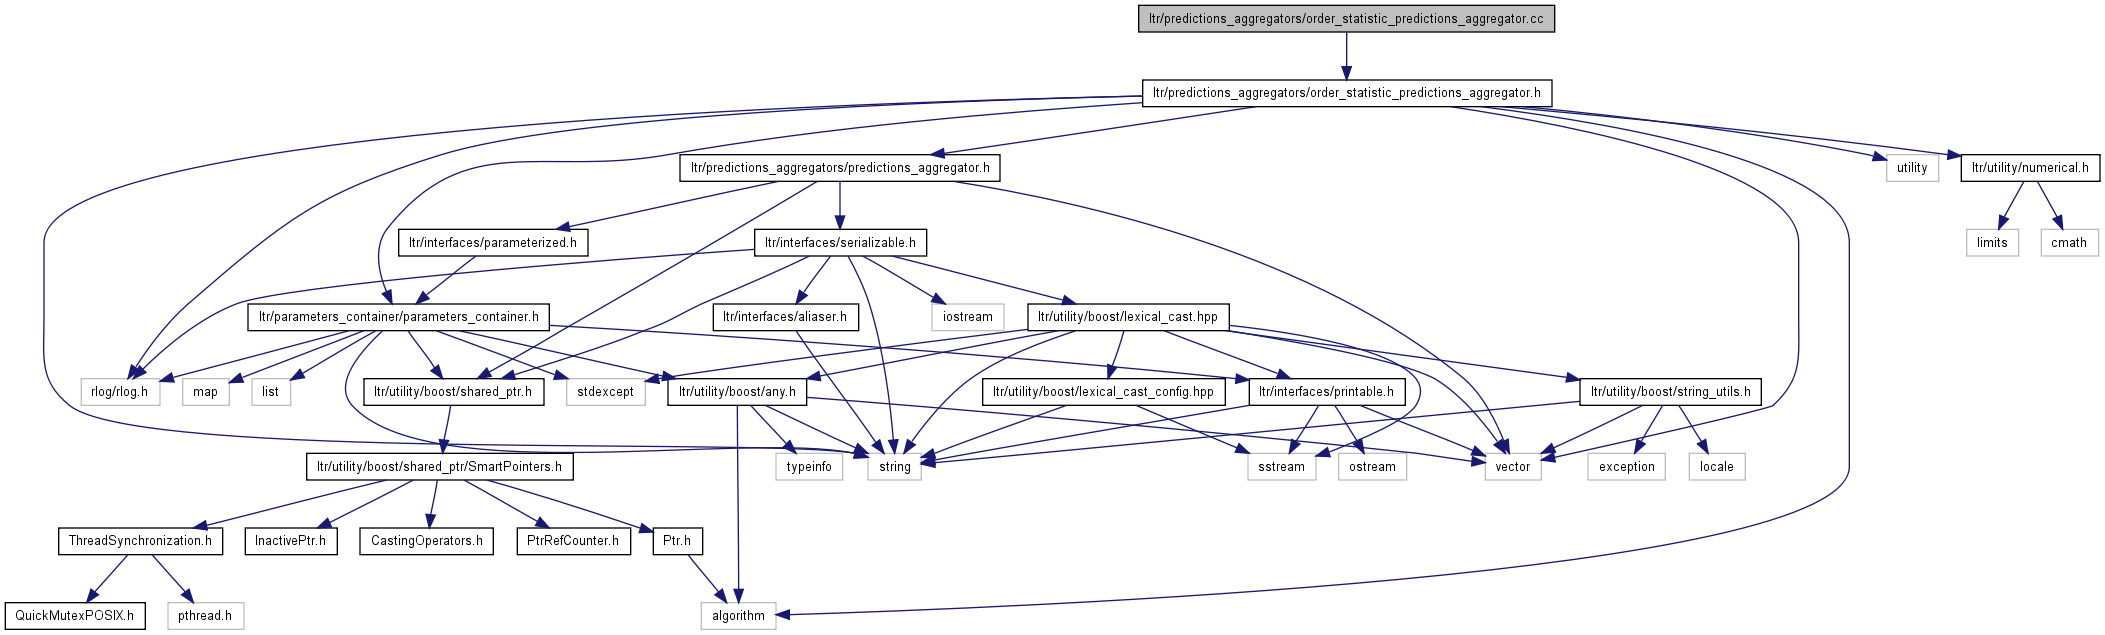 ltr/predictions_aggregators/order_statistic_predictions_aggregator.cc
ltr/predictions_aggregators/order_statistic_predictions_aggregator.h
ltr/predictions_aggregators/predictions_aggregator.h
utility
ltr/utility/numerical.h
ltr/interfaces/parameterized.h
ltr/interfaces/serializable.h
limits
cmath
ltr/parameters_container/parameters_container.h
ltr/interfaces/aliaser.h
iostream
ltr/utility/boost/lexical_cast.hpp
rlog/rlog.h
map
list
ltr/utility/boost/shared_ptr.h
stdexcept
ltr/utility/boost/any.h
ltr/utility/boost/lexical_cast_config.hpp
ltr/interfaces/printable.h
ltr/utility/boost/string_utils.h
ltr/utility/boost/shared_ptr/SmartPointers.h
typeinfo
string
sstream
ostream
vector
exception
locale
ThreadSynchronization.h
InactivePtr.h
CastingOperators.h
PtrRefCounter.h
Ptr.h
QuickMutexPOSIX.h
pthread.h
algorithm